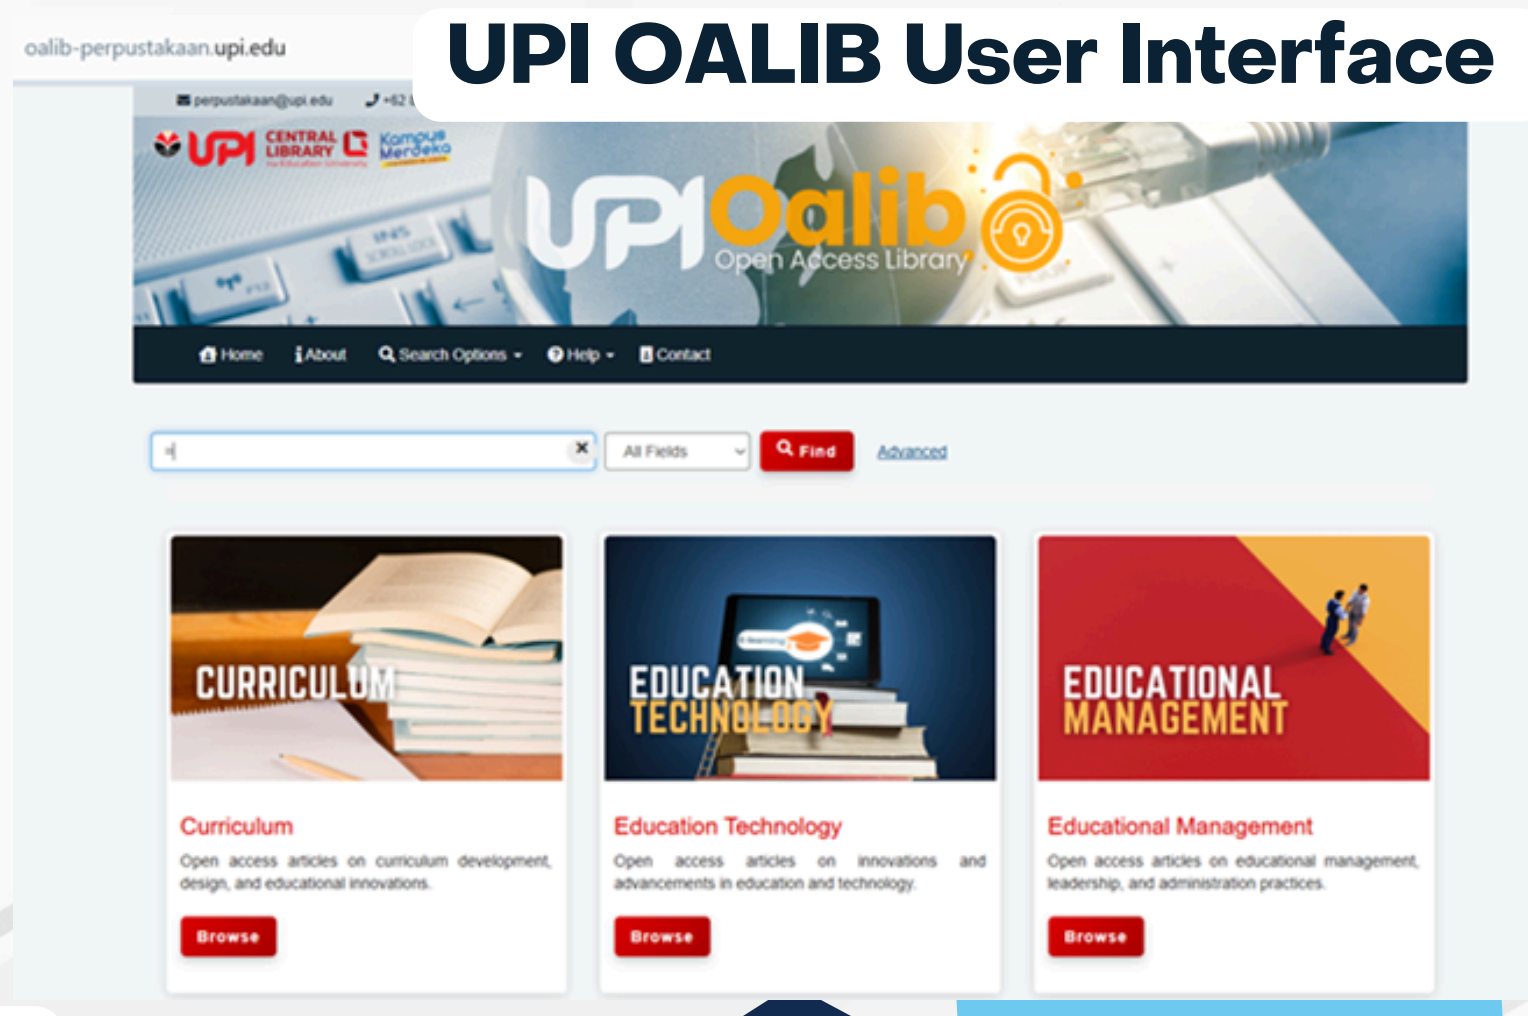 UPI OALIB User Interface
oalib-perpustakaan.upi.edu
perpustakaan@upi.edu +62
UPI CENTRAL LIBRARY Kampus Merdeka
INS
SCROLL LOCK
UPI Oalib
Open Access Library
Home About Search Options Help Contact
All Fields Find Advanced
CURRICULUM
e-learning
EDUCATION
TECHNOLOGY
EDUCATIONAL
MANAGEMENT
Curriculum
Open access articles on curriculum development,
design, and educational innovations.
Browse
Education Technology
Open access articles on innovations and
advancements in education and technology.
Browse
Educational Management
Open access articles on educational management,
leadership, and administration practices.
Browse